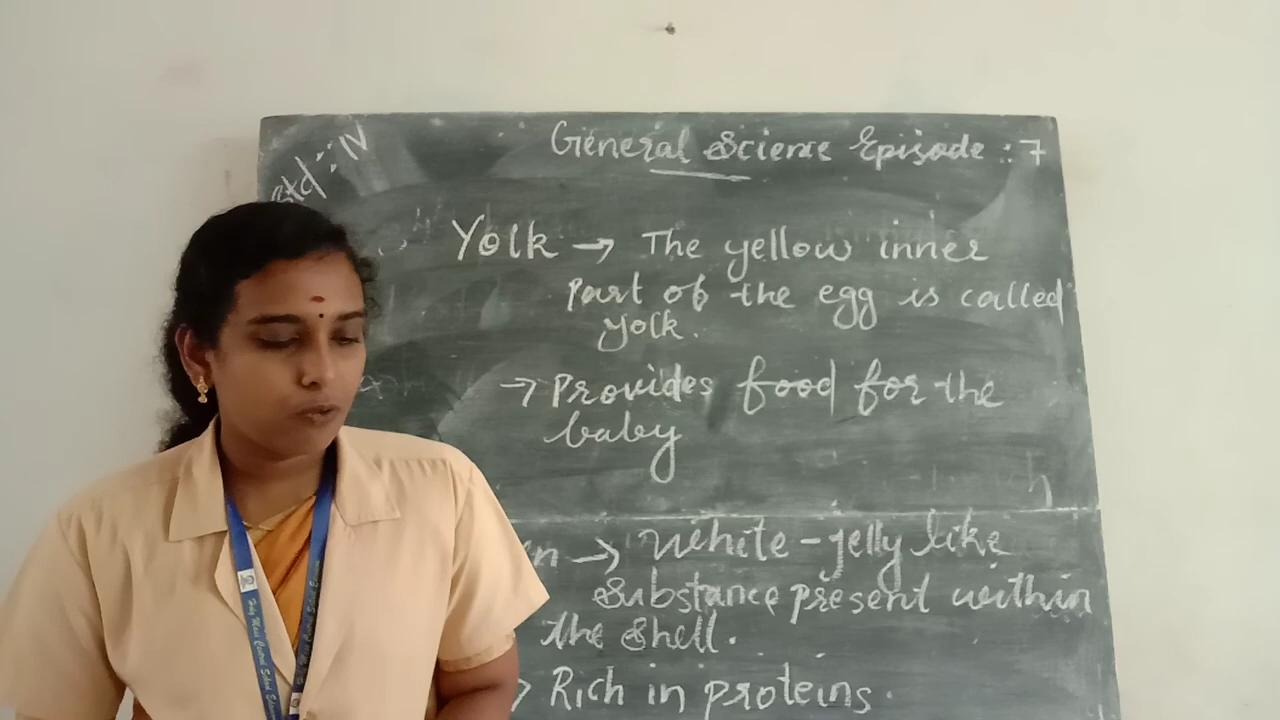 Std : IV
General Science Episode : 7
Yolk → The yellow inner
part of the egg is called
yolk.
→ Provides food for the
baby
→ White - jelly like
substance present within
the shell.
Rich in proteins.